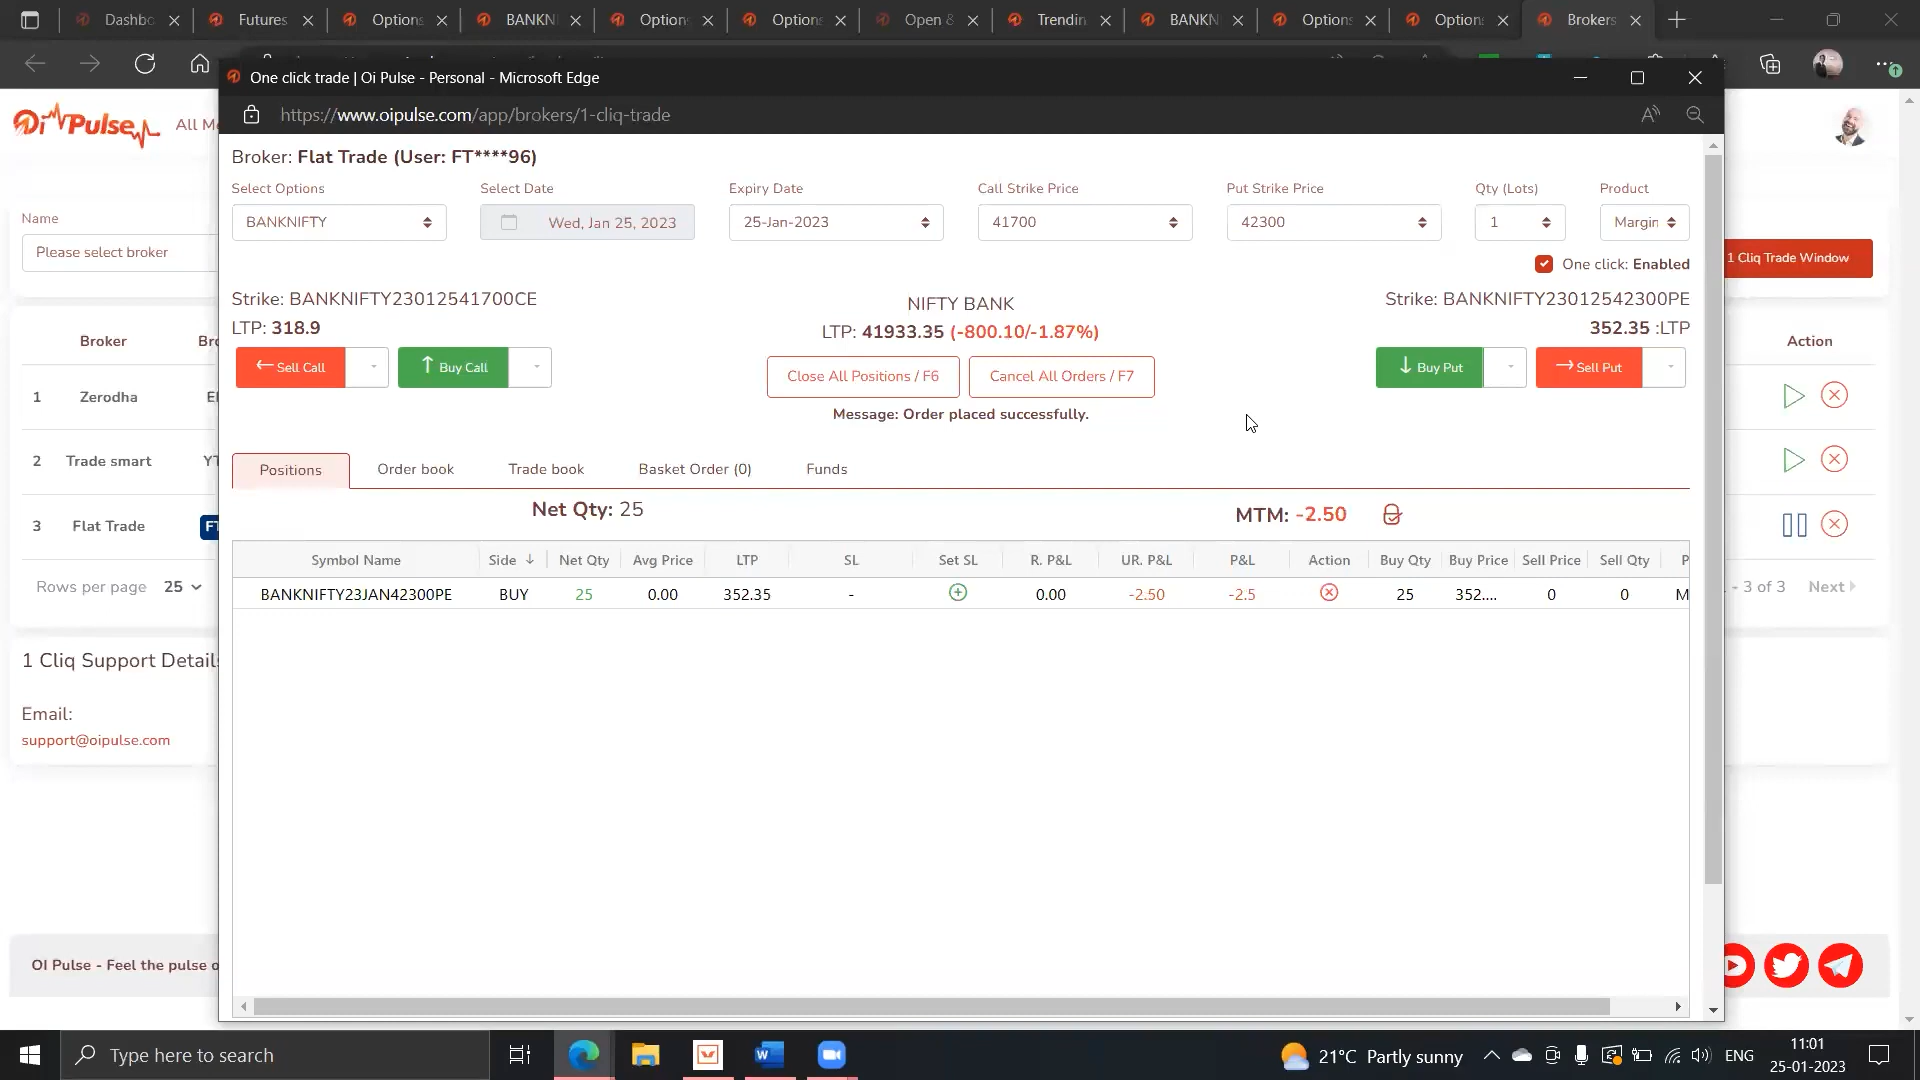 Dashbo
Futures
Options
BANKN
Option
Options
Open &
Trendin
BANKN
Options
Option
Brokers
One click trade | Oi Pulse - Personal - Microsoft Edge
https://www.oipulse.com/app/brokers/1-cliq-trade
Oi Pulse
All M
Broker: Flat Trade (User: FT****96)
Select Options
Select Date
Expiry Date
Call Strike Price
Put Strike Price
Qty (Lots)
Product
BANKNIFTY
Wed, Jan 25, 2023
25-Jan-2023
41700
42300
1
Margin
One click: Enabled
Name
Please select broker
1 Cliq Trade Window
Strike: BANKNIFTY23012541700CE
LTP: 318.9
Sell Call
Buy Call
NIFTY BANK
LTP: 41933.35 (-800.10/-1.87%)
Close All Positions / F6
Cancel All Orders / F7
Message: Order placed successfully.
Strike: BANKNIFTY23012542300PE
352.35 :LTP
Buy Put
Sell Put
Broker
Bro
Action
1 Zerodha
2 Trade smart YT
3 Flat Trade FT
Rows per page 25
- 3 of 3 Next
Positions
Order book
Trade book
Basket Order (0)
Funds
Net Qty: 25
MTM: -2.50
Symbol Name Side Net Qty Avg Price LTP SL Set SL R. P&L UR. P&L P&L Action Buy Qty Buy Price Sell Price Sell Qty P
BANKNIFTY23JAN42300PE BUY 25 0.00 352.35 - 0.00 -2.50 -2.5 25 352.... 0 0 M
1 Cliq Support Details
Email:
support@oipulse.com
OI Pulse - Feel the pulse o
Type here to search
21°C Partly sunny
ENG
11:01
25-01-2023